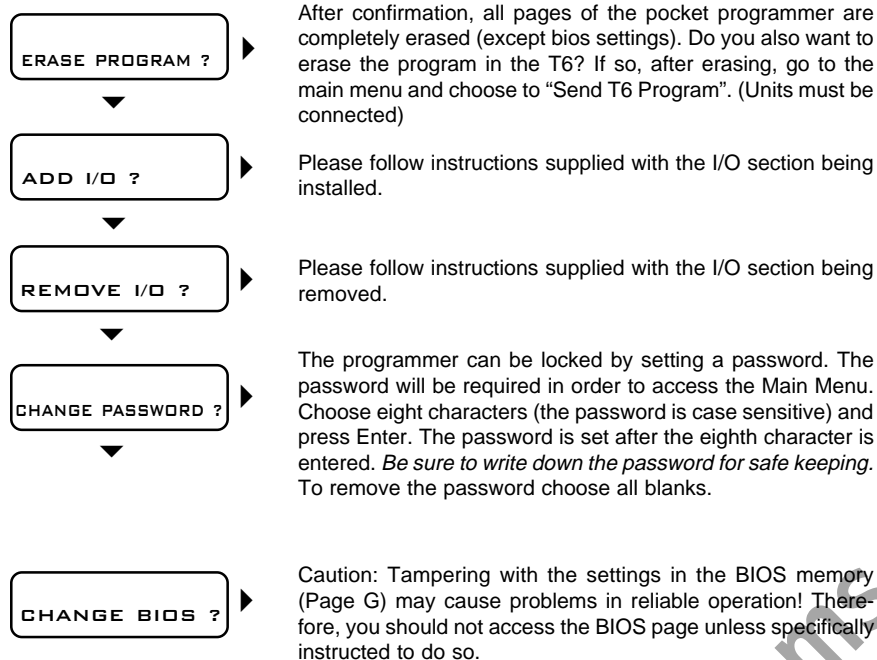 ERASE PROGRAM ?
After confirmation, all pages of the pocket programmer are
completely erased (except bios settings). Do you also want to
erase the program in the T6? If so, after erasing, go to the
main menu and choose to “Send T6 Program”. (Units must be
connected)
ADD I/O ?
Please follow instructions supplied with the I/O section being
installed.
REMOVE I/O ?
Please follow instructions supplied with the I/O section being
removed.
CHANGE PASSWORD ?
The programmer can be locked by setting a password. The
password will be required in order to access the Main Menu.
Choose eight characters (the password is case sensitive) and
press Enter. The password is set after the eighth character is
entered. Be sure to write down the password for safe keeping.
To remove the password choose all blanks.
CHANGE BIOS ?
Caution: Tampering with the settings in the BIOS memory
(Page G) may cause problems in reliable operation! There-
fore, you should not access the BIOS page unless specifically
instructed to do so.